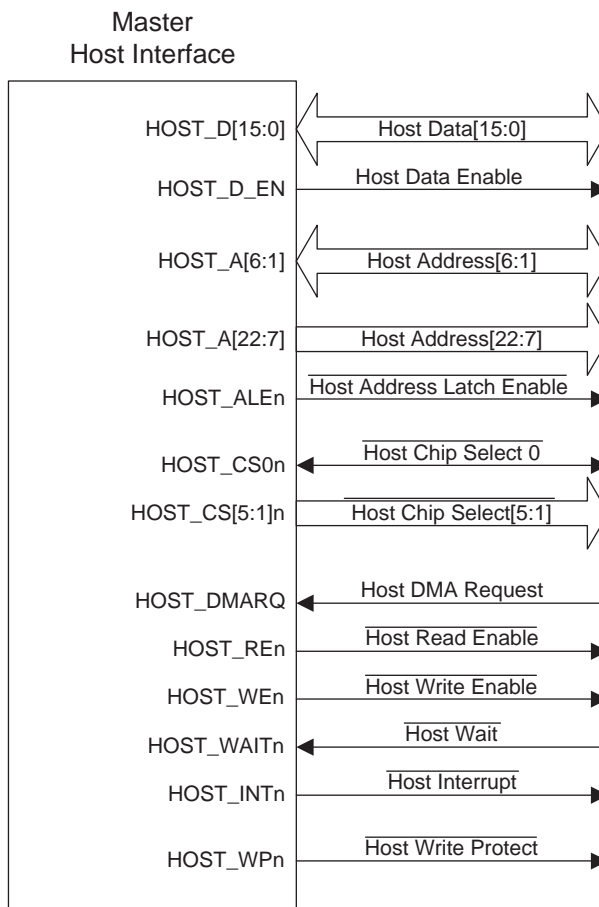 Master
Host Interface
HOST_D[15:0] Host Data[15:0]
HOST_D_EN Host Data Enable
HOST_A[6:1] Host Address[6:1]
HOST_A[22:7] Host Address[22:7]
HOST_ALEn Host Address Latch Enable
HOST_CS0n Host Chip Select 0
HOST_CS[5:1]n Host Chip Select[5:1]
HOST_DMARQ Host DMA Request
HOST_REn Host Read Enable
HOST_WEn Host Write Enable
HOST_WAITn Host Wait
HOST_INTn Host Interrupt
HOST_WPn Host Write Protect